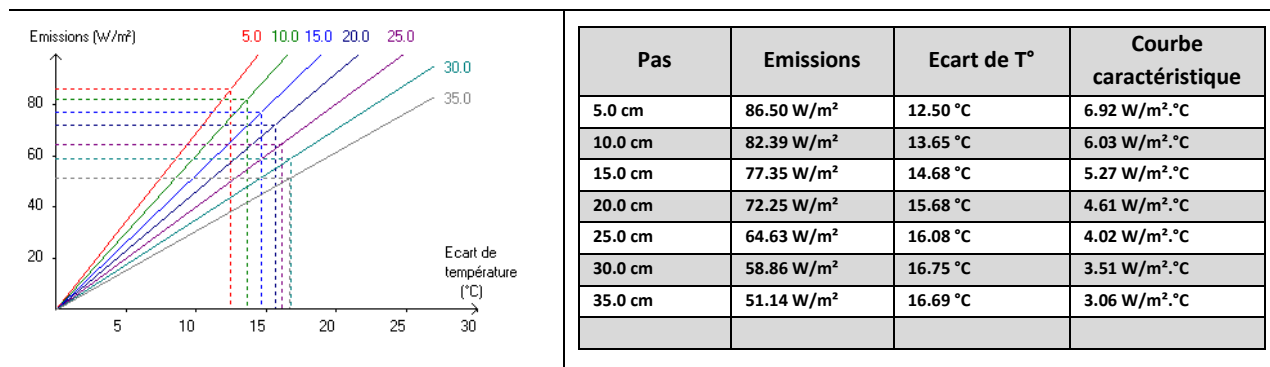 Emissions (W/m²)
5.0 10.0 15.0 20.0 25.0
30.0
35.0
80
60
40
20
Ecart de
température
(°C)
5 10 15 20 25 30
Pas Emissions Ecart de T° Courbe caractéristique
5.0 cm 86.50 W/m² 12.50 °C 6.92 W/m².°C
10.0 cm 82.39 W/m² 13.65 °C 6.03 W/m².°C
15.0 cm 77.35 W/m² 14.68 °C 5.27 W/m².°C
20.0 cm 72.25 W/m² 15.68 °C 4.61 W/m².°C
25.0 cm 64.63 W/m² 16.08 °C 4.02 W/m².°C
30.0 cm 58.86 W/m² 16.75 °C 3.51 W/m².°C
35.0 cm 51.14 W/m² 16.69 °C 3.06 W/m².°C